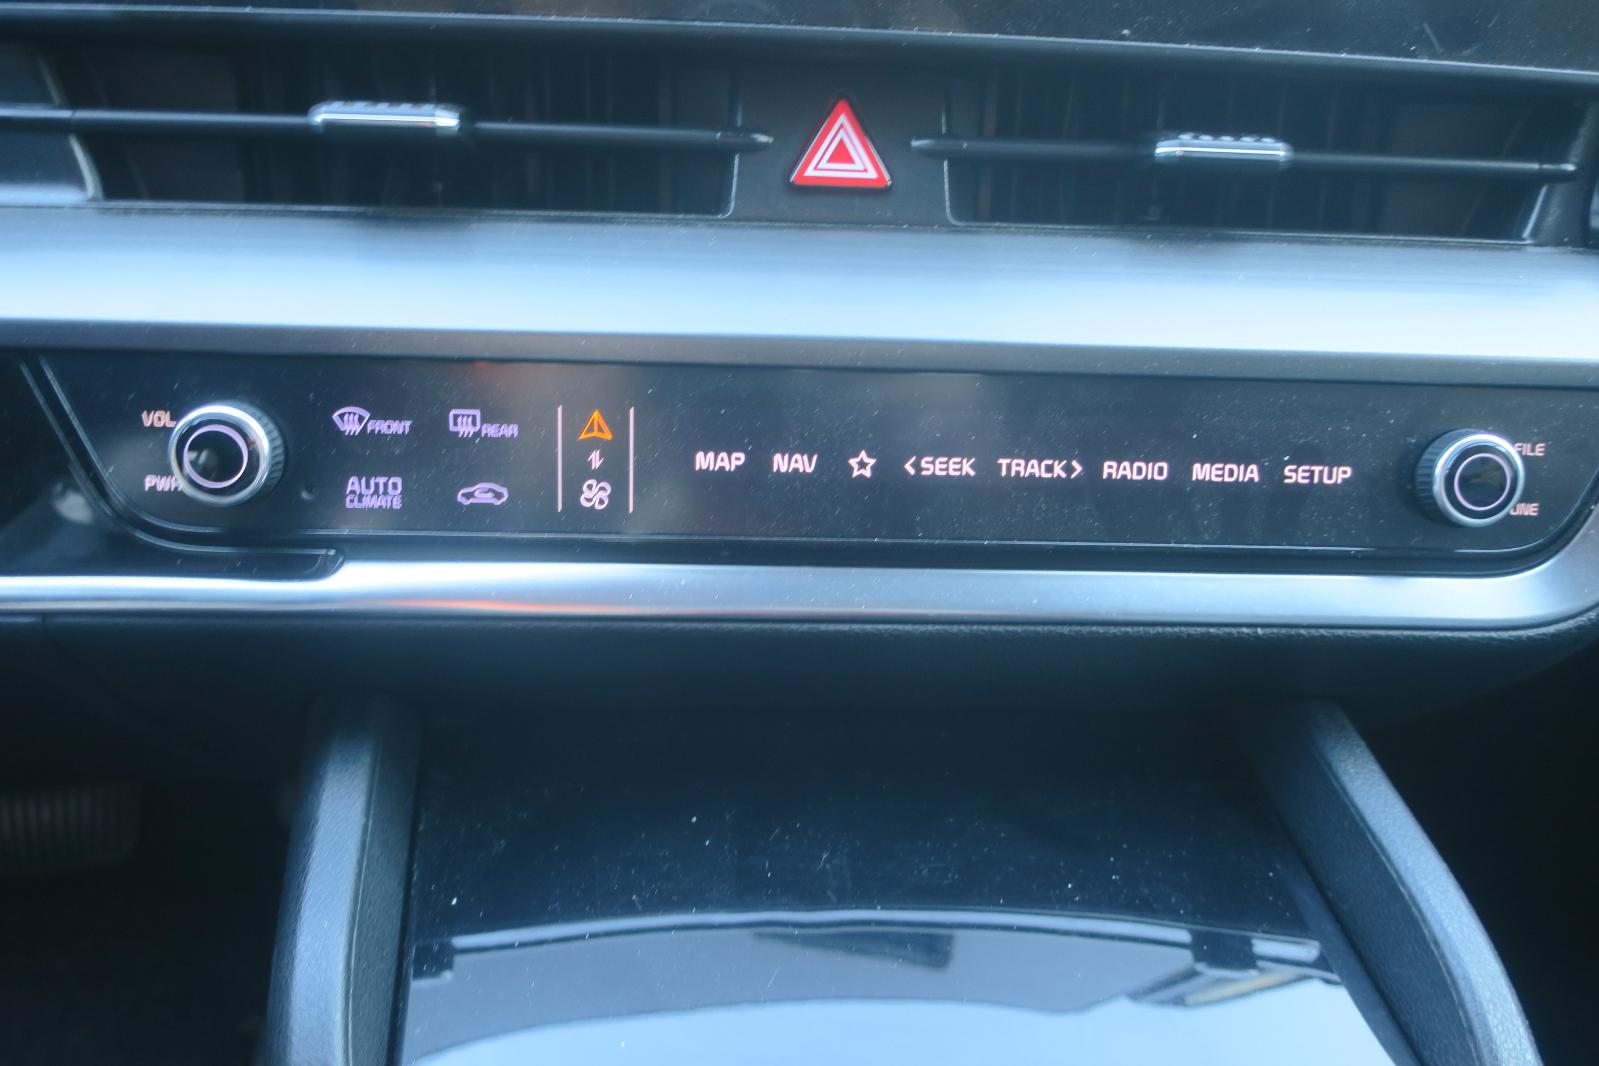 VOL
PWR
FRONT
REAR
AUTO
CLIMATE
MAP NAV <SEEK TRACK> RADIO MEDIA SETUP
FILE